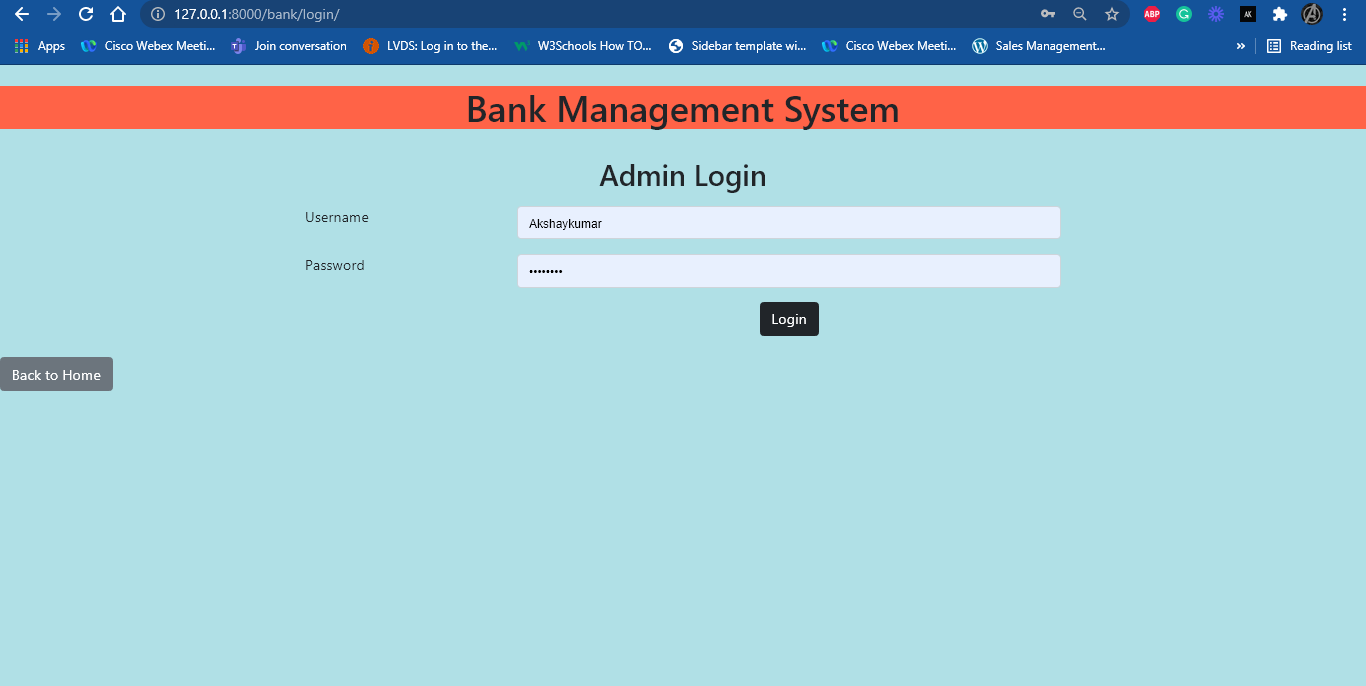 127.0.0.1:8000/bank/login/
ABP
AK
Apps Cisco Webex Meeti... Join conversation LVDS: Log in to the... W3Schools How TO... Sidebar template wi... Cisco Webex Meeti... Sales Management... » Reading list
Bank Management System
Admin Login
Username Akshaykumar
Password ••••••••
Login
Back to Home